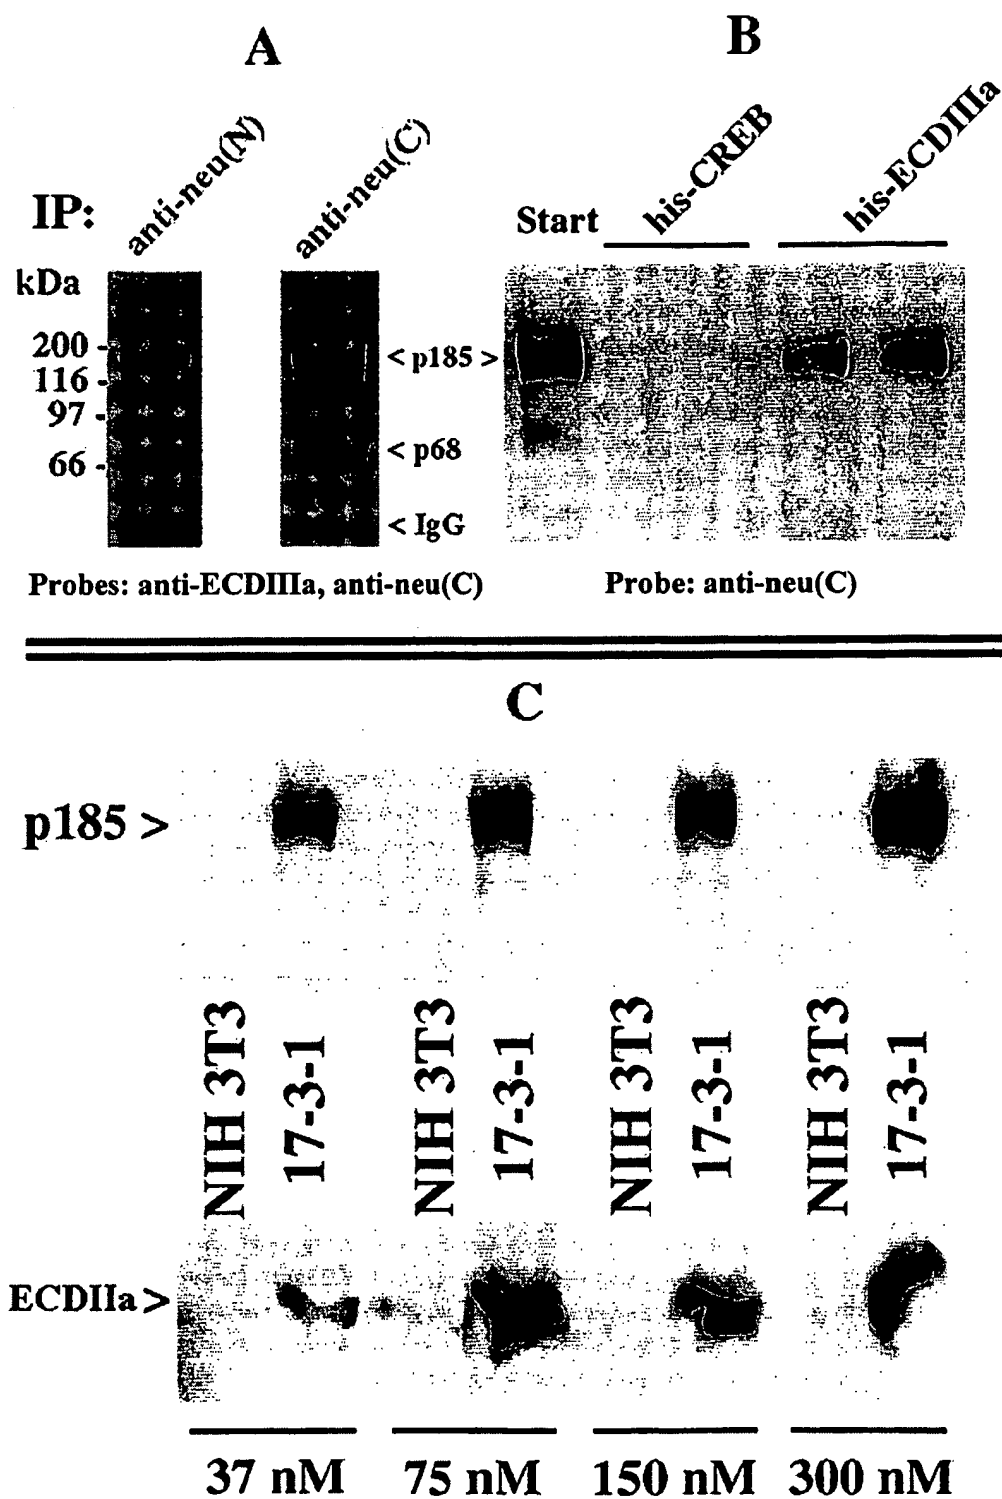 A
B
IP:
anti-neu(N)
anti-neu(C)
Start
his-CREB
his-ECDIIIa
kDa
200 -
116 -
97 -
66 -
< p185 >
< p68
< IgG
Probes: anti-ECDIIIa, anti-neu(C)
Probe: anti-neu(C)
C
p185 >
NIH 3T3
17-3-1
NIH 3T3
17-3-1
NIH 3T3
17-3-1
NIH 3T3
17-3-1
ECDIIa >
37 nM
75 nM
150 nM
300 nM